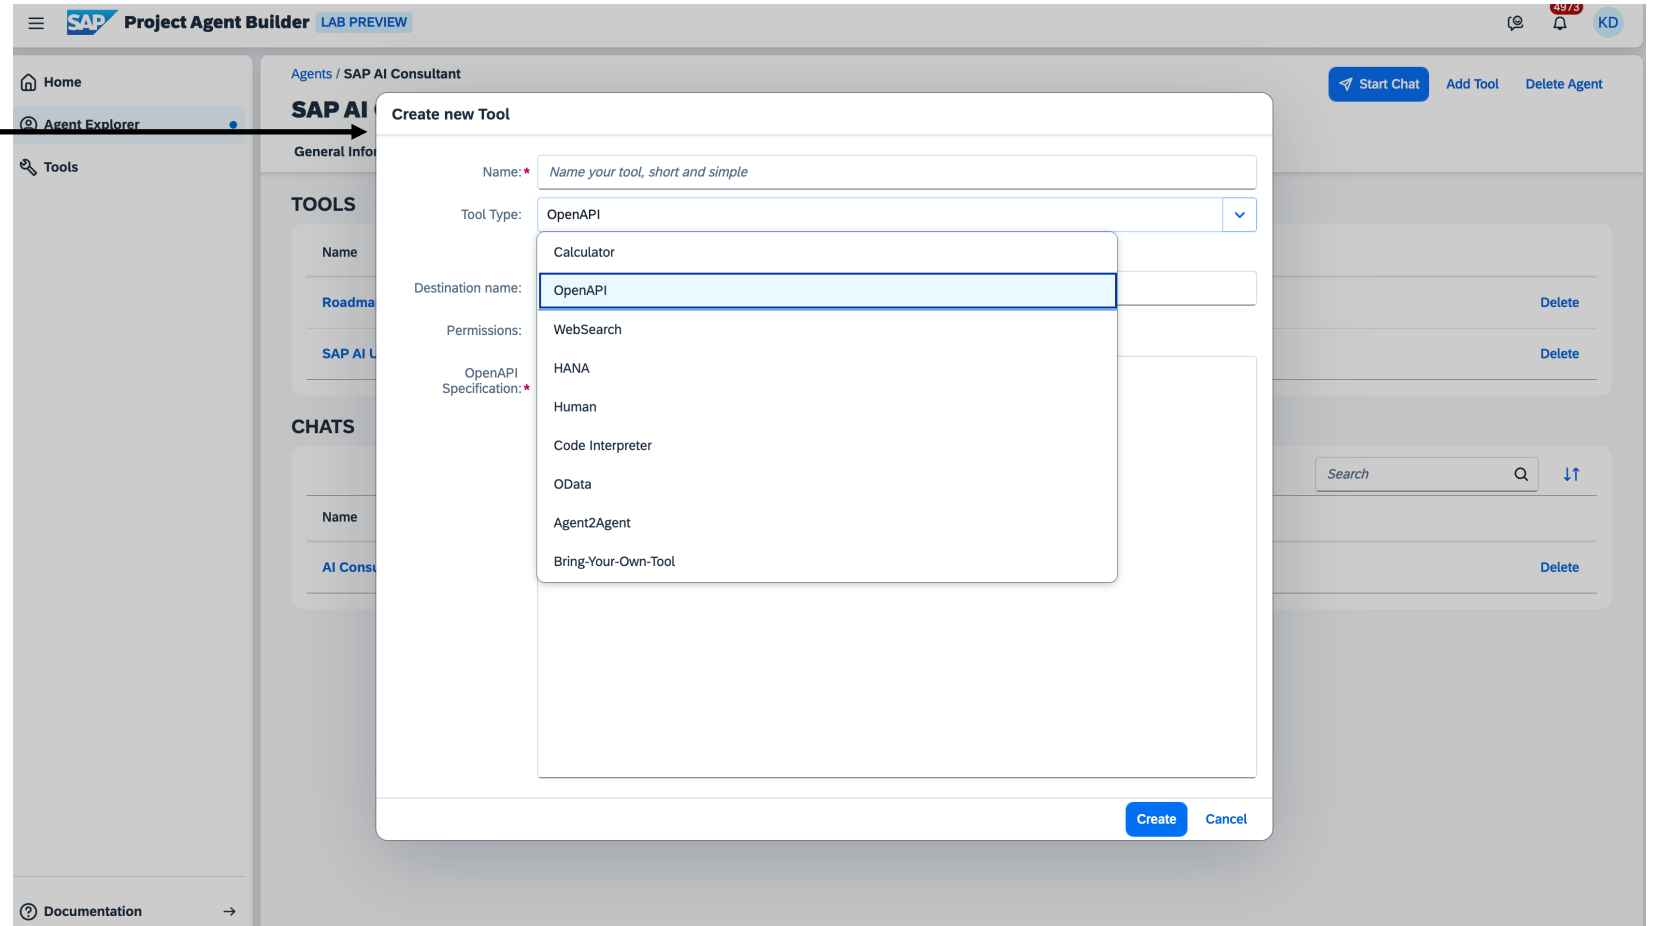 SAP Project Agent Builder LAB PREVIEW
4973
KD
Home
Agent Explorer
Tools
Documentation
Agents / SAP AI Consultant
SAP AI
Start Chat
Add Tool
Delete Agent
General Infor
TOOLS
Name
Roadma
Delete
SAP AI U
Delete
CHATS
Search
Name
AI Consu
Delete
Create new Tool
Name:*
Name your tool, short and simple
Tool Type:
OpenAPI
Calculator
OpenAPI
WebSearch
HANA
Human
Code Interpreter
OData
Agent2Agent
Bring-Your-Own-Tool
Destination name:
Permissions:
OpenAPI
Specification:*
Create
Cancel